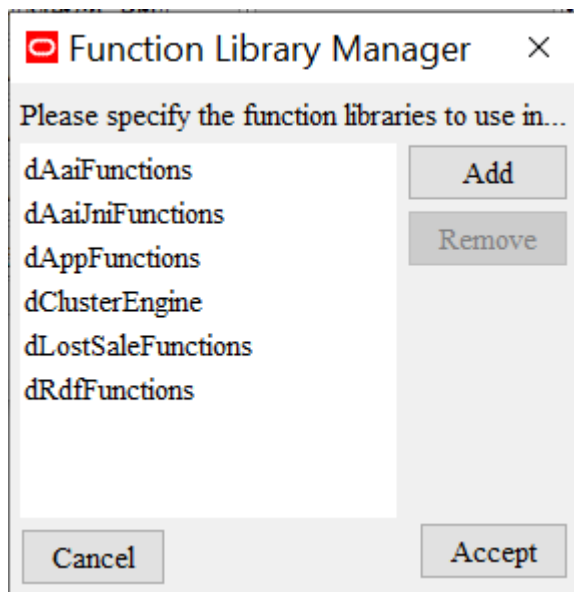 Function Library Manager
Please specify the function libraries to use in...
dAaiFunctions
dAaiJniFunctions
dAppFunctions
dClusterEngine
dLostSaleFunctions
dRdfFunctions
Add
Remove
Cancel
Accept